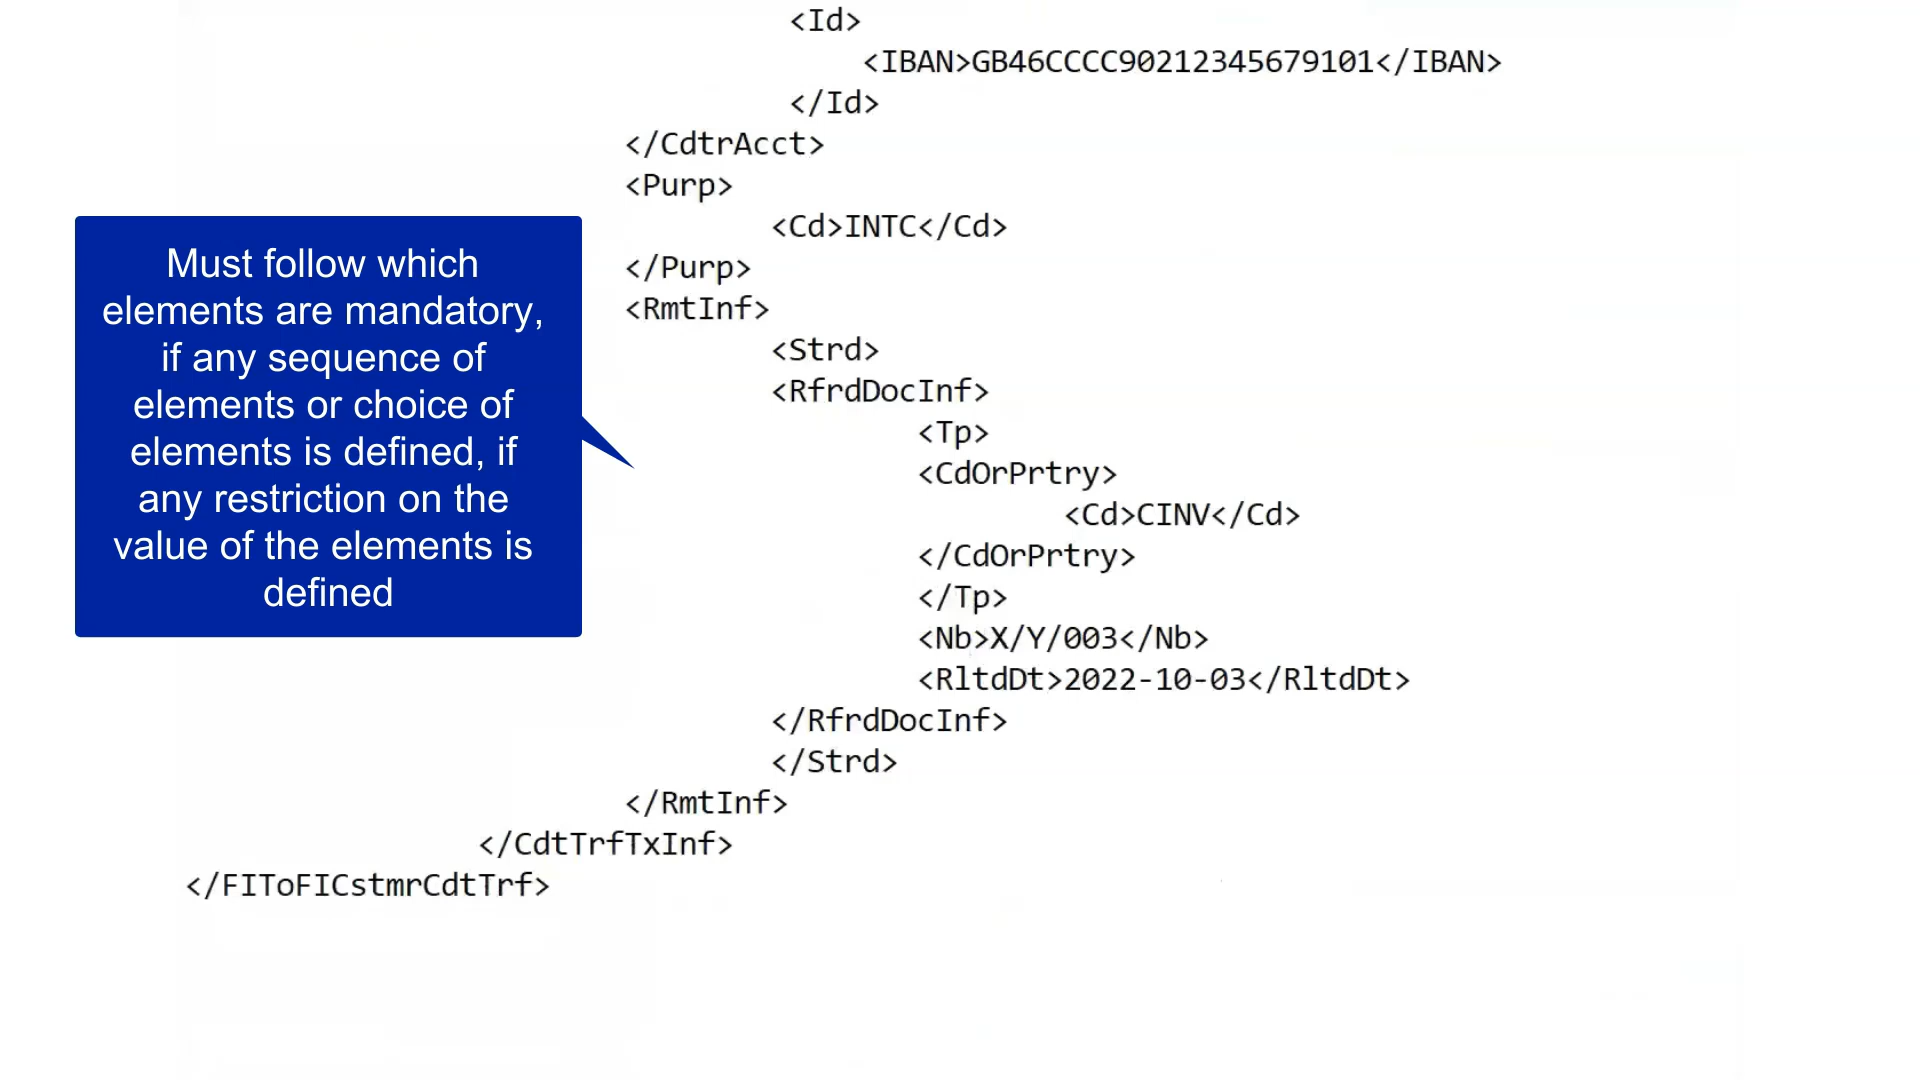 <Id>
<IBAN>GB46CCCC90212345679101</IBAN>
</Id>
</CdtrAcct>
<Purp>
<Cd>INTC</Cd>
</Purp>
<RmtInf>
<Strd>
<RfrdDocInf>
<Tp>
<CdOrPrtry>
<Cd>CINV</Cd>
</CdOrPrtry>
</Tp>
<Nb>X/Y/003</Nb>
<RltdDt>2022-10-03</RltdDt>
</RfrdDocInf>
</Strd>
</RmtInf>
</CdtTrfTxInf>
</FIToFICstmrCdtTrf>
Must follow which
elements are mandatory,
if any sequence of
elements or choice of
elements is defined, if
any restriction on the
value of the elements is
defined